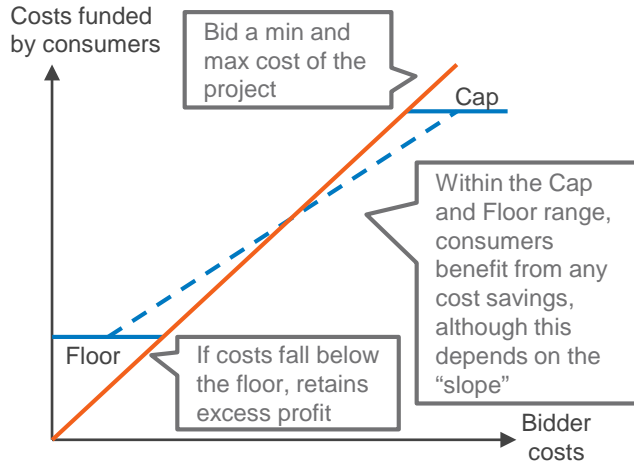 Costs funded
by consumers
Bid a min and
max cost of the
project
Cap
Within the Cap
and Floor range,
consumers
benefit from any
cost savings,
although this
depends on the
“slope”
Floor
If costs fall below
the floor, retains
excess profit
Bidder
costs